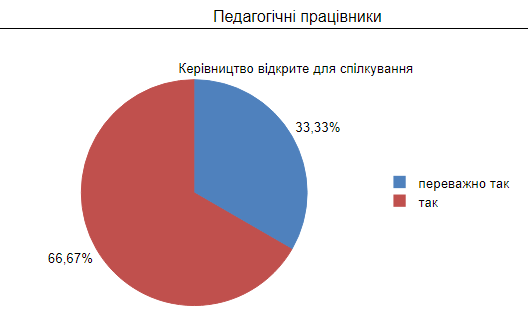 Педагогічні працівники
Керівництво відкрите для спілкування
33,33%
переважно так
так
66,67%